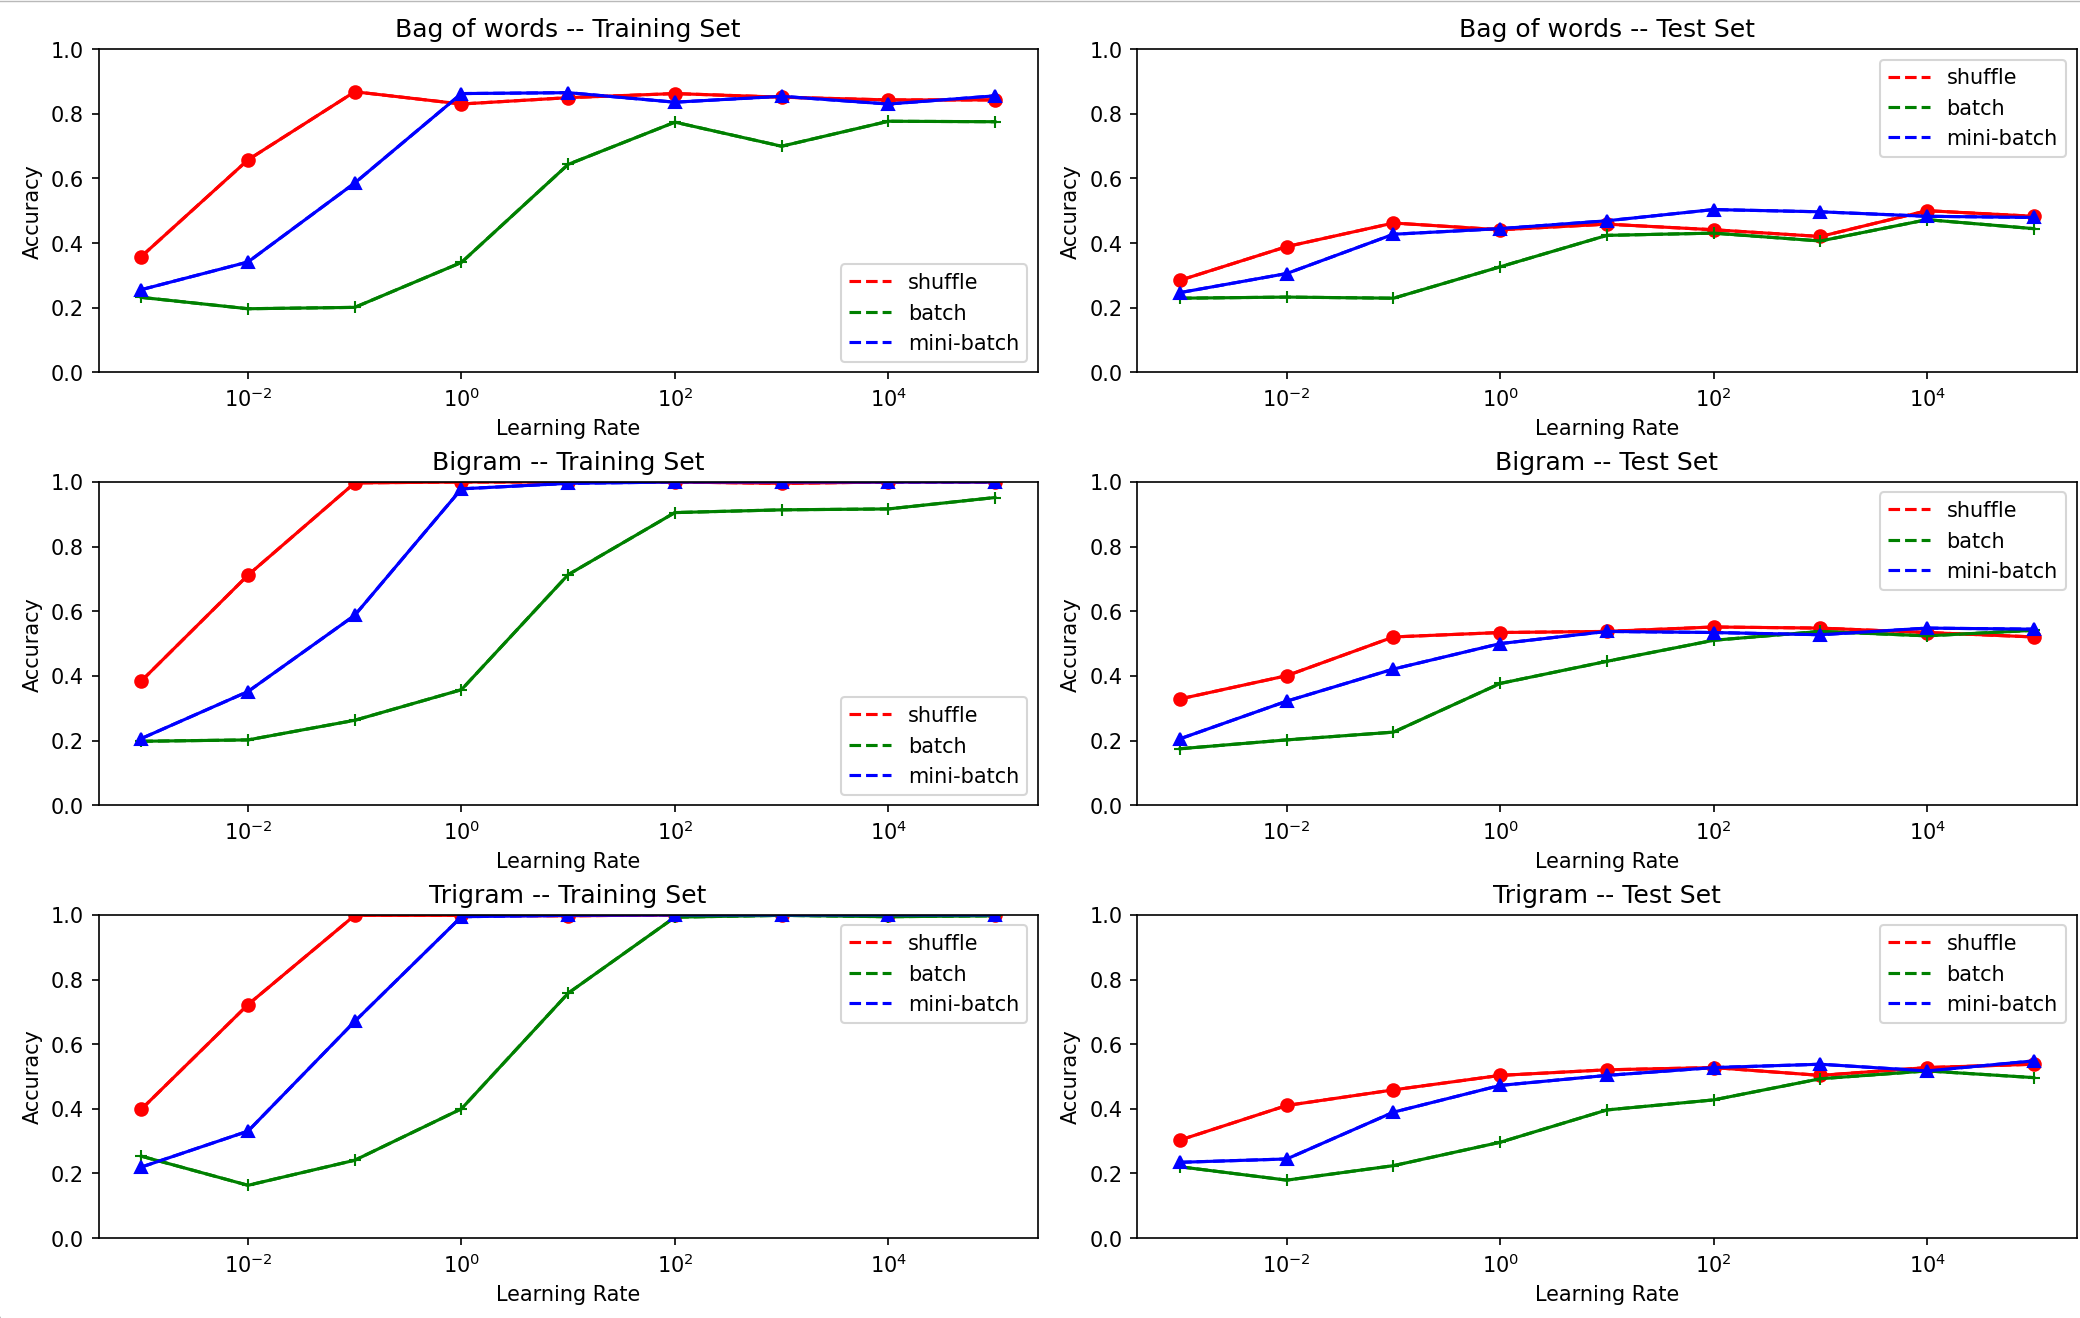 Bag of words -- Training Set
1.0
0.8
0.6
0.4
0.2
0.0
Accuracy
shuffle
batch
mini-batch
10⁻² 10⁰ 10² 10⁴
Learning Rate
Bag of words -- Test Set
1.0
0.8
0.6
0.4
0.2
0.0
Accuracy
shuffle
batch
mini-batch
10⁻² 10⁰ 10² 10⁴
Learning Rate
Bigram -- Training Set
1.0
0.8
0.6
0.4
0.2
0.0
Accuracy
shuffle
batch
mini-batch
10⁻² 10⁰ 10² 10⁴
Learning Rate
Bigram -- Test Set
1.0
0.8
0.6
0.4
0.2
0.0
Accuracy
shuffle
batch
mini-batch
10⁻² 10⁰ 10² 10⁴
Learning Rate
Trigram -- Training Set
1.0
0.8
0.6
0.4
0.2
0.0
Accuracy
shuffle
batch
mini-batch
10⁻² 10⁰ 10² 10⁴
Learning Rate
Trigram -- Test Set
1.0
0.8
0.6
0.4
0.2
0.0
Accuracy
shuffle
batch
mini-batch
10⁻² 10⁰ 10² 10⁴
Learning Rate